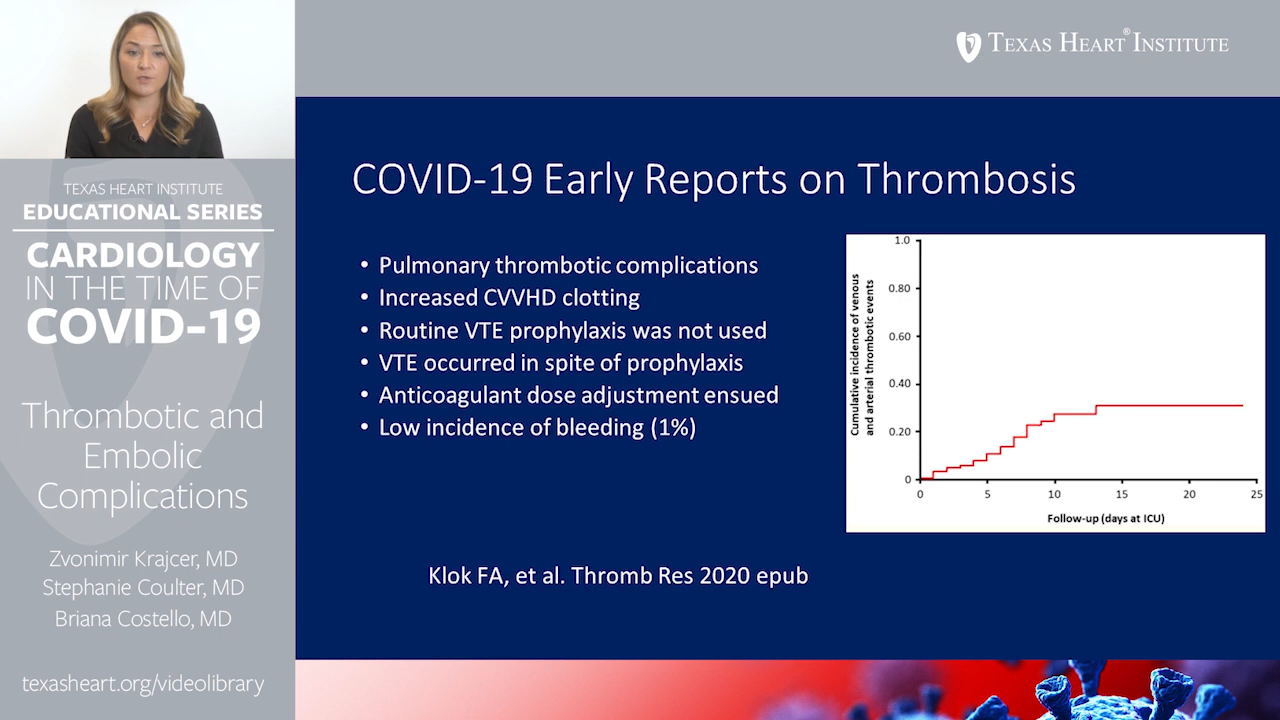 TEXAS HEART® INSTITUTE
TEXAS HEART INSTITUTE
EDUCATIONAL SERIES
CARDIOLOGY
IN THE TIME OF
COVID-19
Thrombotic and
Embolic
Complications
Zvonimir Krajcer, MD
Stephanie Coulter, MD
Briana Costello, MD
texasheart.org/videolibrary
COVID-19 Early Reports on Thrombosis
• Pulmonary thrombotic complications
• Increased CVVHD clotting
• Routine VTE prophylaxis was not used
• VTE occurred in spite of prophylaxis
• Anticoagulant dose adjustment ensued
• Low incidence of bleeding (1%)
Cumulative incidence of venous
and arterial thrombotic events
1.0
0.80
0.60
0.40
0.20
0
0 5 10 15 20 25
Follow-up (days at ICU)
Klok FA, et al. Thromb Res 2020 epub